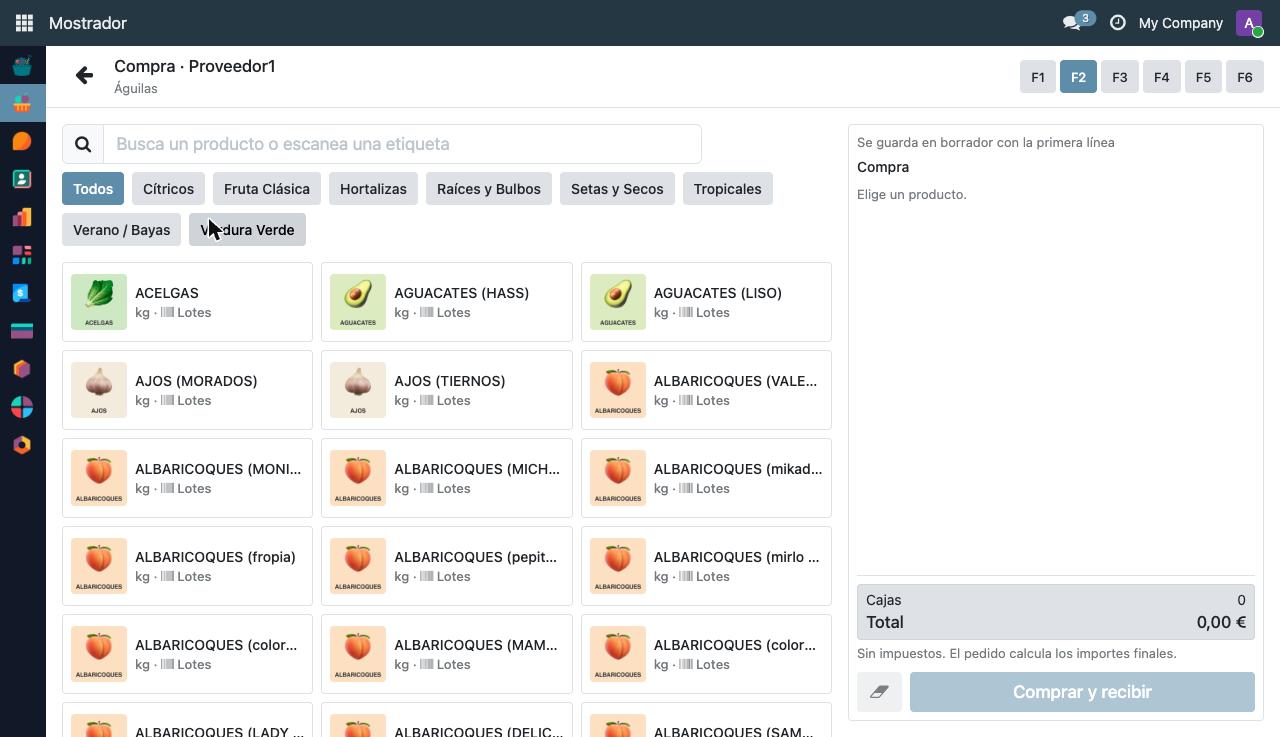 Mostrador
3
My Company
A
Compra · Proveedor1
Águilas
F1
F2
F3
F4
F5
F6
Busca un producto o escanea una etiqueta
Todos
Cítricos
Fruta Clásica
Hortalizas
Raíces y Bulbos
Setas y Secos
Tropicales
Verano / Bayas
Verdura Verde
ACELGAS
ACELGAS
kg · Lotes
AGUACATES
AGUACATES (HASS)
kg · Lotes
AGUACATES
AGUACATES (LISO)
kg · Lotes
AJOS
AJOS (MORADOS)
kg · Lotes
AJOS
AJOS (TIERNOS)
kg · Lotes
ALBARICOQUES
ALBARICOQUES (VALE...
kg · Lotes
ALBARICOQUES
ALBARICOQUES (MONI...
kg · Lotes
ALBARICOQUES
ALBARICOQUES (MICH...
kg · Lotes
ALBARICOQUES
ALBARICOQUES (mikad...
kg · Lotes
ALBARICOQUES
ALBARICOQUES (fropia)
kg · Lotes
ALBARICOQUES
ALBARICOQUES (pepit...
kg · Lotes
ALBARICOQUES
ALBARICOQUES (mirlo ...
kg · Lotes
ALBARICOQUES
ALBARICOQUES (color...
kg · Lotes
ALBARICOQUES
ALBARICOQUES (MAM...
kg · Lotes
ALBARICOQUES
ALBARICOQUES (color...
kg · Lotes
ALBARICOQUES (LADY ...
ALBARICOQUES (DELIC...
ALBARICOQUES (SAM...
Se guarda en borrador con la primera línea
Compra
Elige un producto.
Cajas 0
Total 0,00 €
Sin impuestos. El pedido calcula los importes finales.
Comprar y recibir